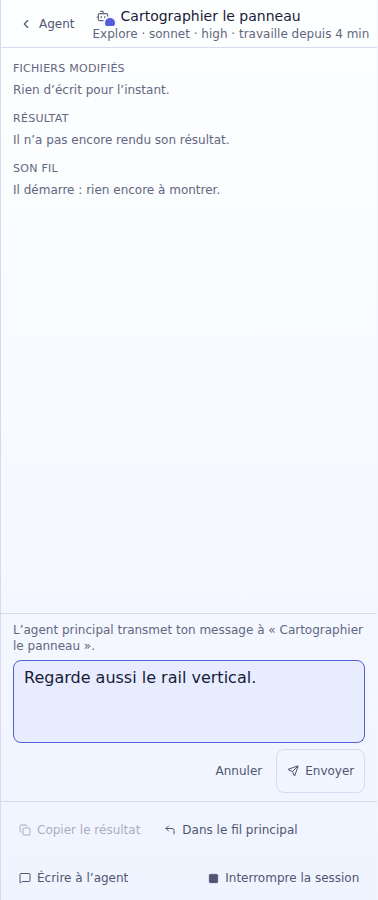 Agent
Cartographier le panneau
Explore · sonnet · high · travaille depuis 4 min
FICHIERS MODIFIÉS
Rien d’écrit pour l’instant.
RÉSULTAT
Il n’a pas encore rendu son résultat.
SON FIL
Il démarre : rien encore à montrer.
L’agent principal transmet ton message à « Cartographier
le panneau ».
Regarde aussi le rail vertical.
Annuler
Envoyer
Copier le résultat
Dans le fil principal
Écrire à l’agent
Interrompre la session